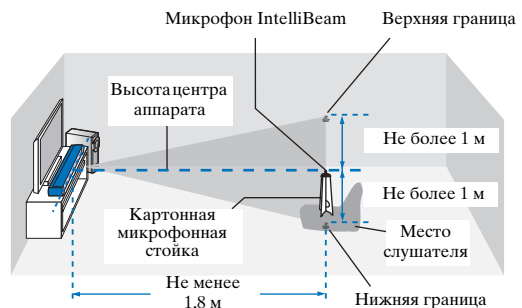 Микрофон IntelliBeam
Верхняя граница
Высота центра
аппарата
Не более 1 м
Не более 1 м
Картонная
микрофонная
стойка
Место
слушателя
Не менее
1,8 м
Нижняя граница